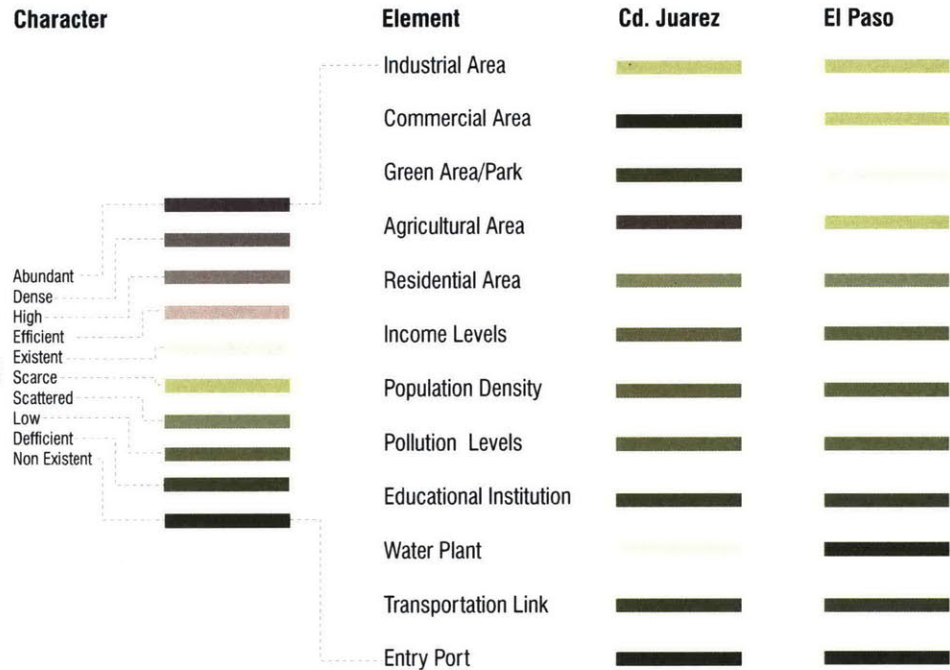 Character
Element
Cd. Juarez
El Paso
Industrial Area
Commercial Area
Green Area/Park
Agricultural Area
Residential Area
Income Levels
Population Density
Pollution Levels
Educational Institution
Water Plant
Transportation Link
Entry Port
Abundant
Dense
High
Efficient
Existent
Scarce
Scattered
Low
Defficient
Non Existent